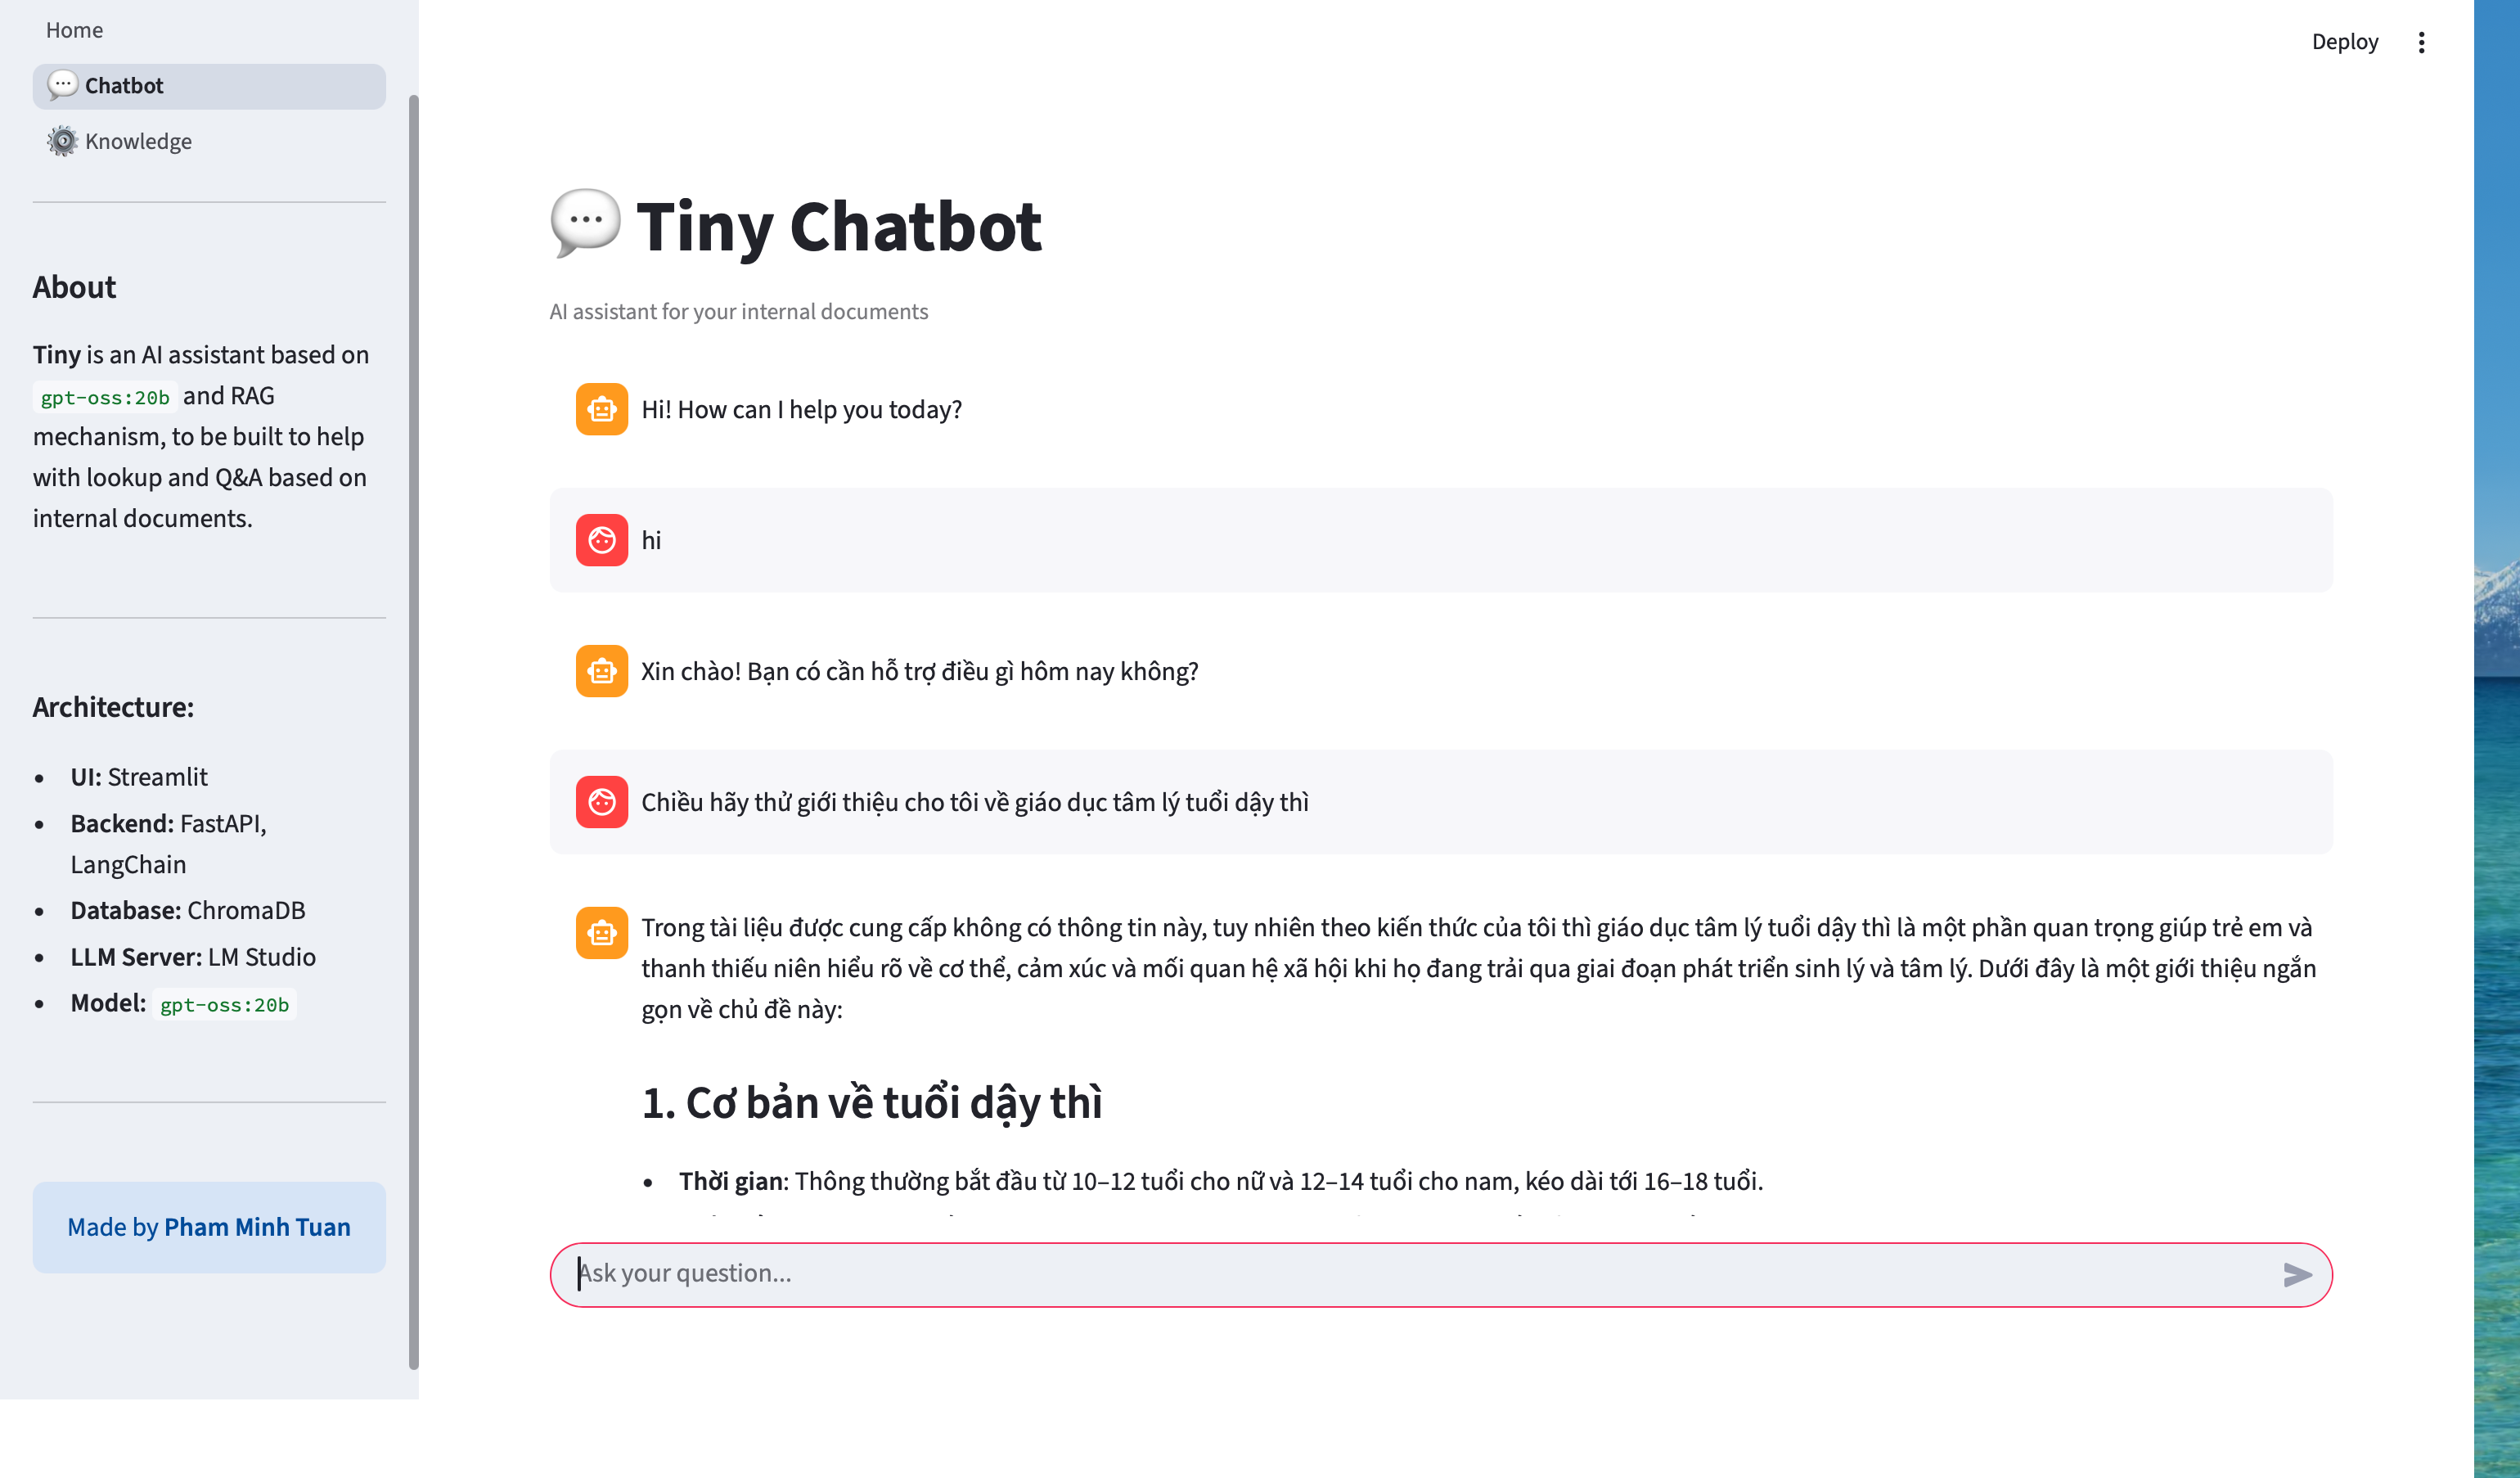 Home
Chatbot
Knowledge
About
Tiny is an AI assistant based on
gpt-oss:20b and RAG
mechanism, to be built to help
with lookup and Q&A based on
internal documents.
Architecture:
UI: Streamlit
Backend: FastAPI,
LangChain
Database: ChromaDB
LLM Server: LM Studio
Model: gpt-oss:20b
Made by Pham Minh Tuan
Deploy
Tiny Chatbot
AI assistant for your internal documents
Hi! How can I help you today?
hi
Xin chào! Bạn có cần hỗ trợ điều gì hôm nay không?
Chiều hãy thử giới thiệu cho tôi về giáo dục tâm lý tuổi dậy thì
Trong tài liệu được cung cấp không có thông tin này, tuy nhiên theo kiến thức của tôi thì giáo dục tâm lý tuổi dậy thì là một phần quan trọng giúp trẻ em và
thanh thiếu niên hiểu rõ về cơ thể, cảm xúc và mối quan hệ xã hội khi họ đang trải qua giai đoạn phát triển sinh lý và tâm lý. Dưới đây là một giới thiệu ngắn
gọn về chủ đề này:
1. Cơ bản về tuổi dậy thì
Thời gian: Thông thường bắt đầu từ 10–12 tuổi cho nữ và 12–14 tuổi cho nam, kéo dài tới 16–18 tuổi.
Ask your question...